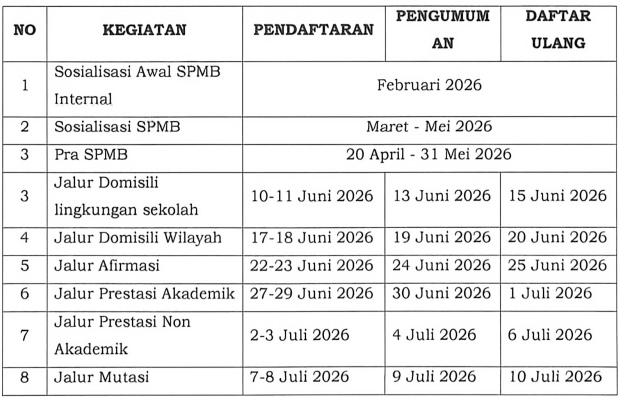 NO KEGIATAN PENDAFTARAN PENGUMUM
AN DAFTAR
ULANG
1 Sosialisasi Awal SPMB
Internal Februari 2026
2 Sosialisasi SPMB Maret - Mei 2026
3 Pra SPMB 20 April - 31 Mei 2026
3 Jalur Domisili
lingkungan sekolah 10-11 Juni 2026 13 Juni 2026 15 Juni 2026
4 Jalur Domisili Wilayah 17-18 Juni 2026 19 Juni 2026 20 Juni 2026
5 Jalur Afirmasi 22-23 Juni 2026 24 Juni 2026 25 Juni 2026
6 Jalur Prestasi Akademik 27-29 Juni 2026 30 Juni 2026 1 Juli 2026
7 Jalur Prestasi Non
Akademik 2-3 Juli 2026 4 Juli 2026 6 Juli 2026
8 Jalur Mutasi 7-8 Juli 2026 9 Juli 2026 10 Juli 2026